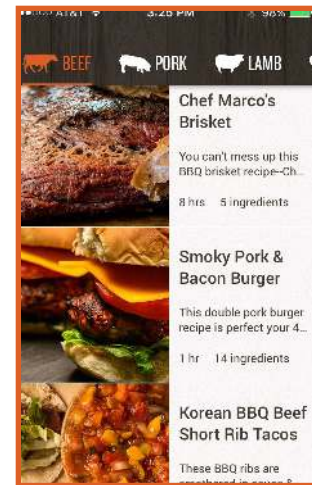 AT&T 3:25 PM 98%
BEEF PORK LAMB
Chef Marco's
Brisket
You can't mess up this
BBQ brisket recipe--Ch...
8 hrs 5 ingredients
Smoky Pork &
Bacon Burger
This double pork burger
recipe is perfect your 4...
1 hr 14 ingredients
Korean BBQ Beef
Short Rib Tacos
These BBQ ribs are